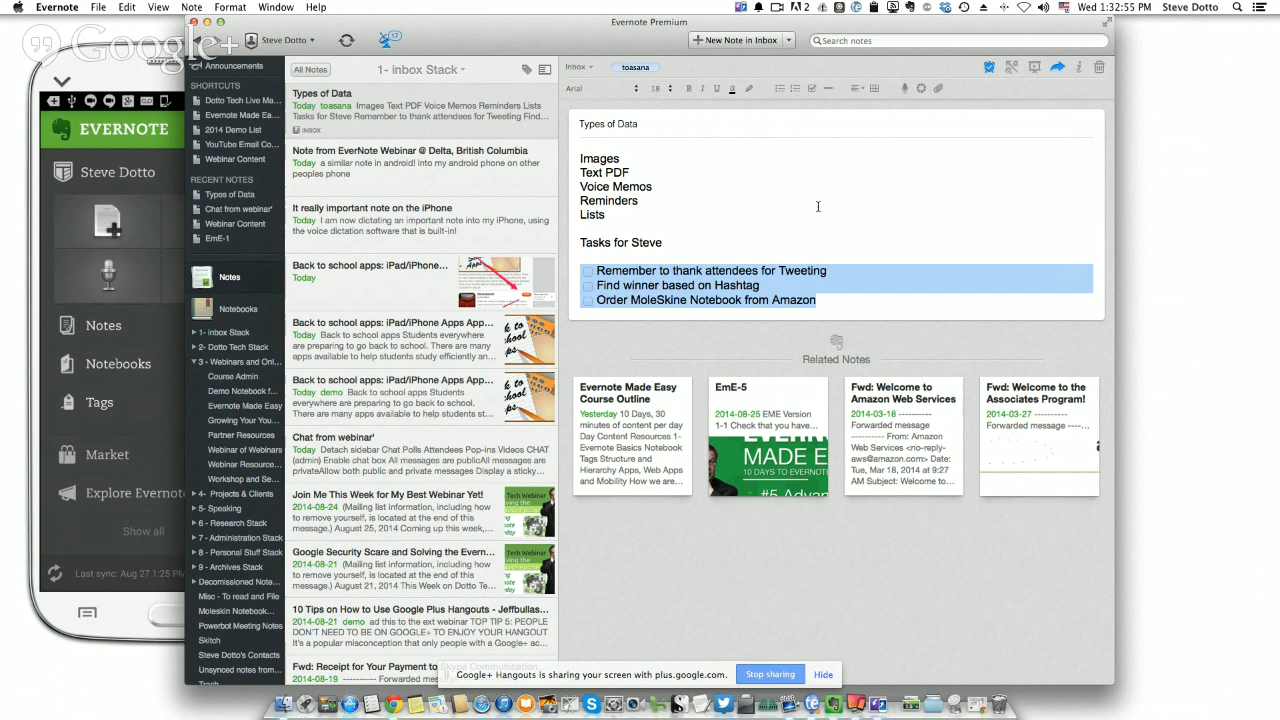 Evernote File Edit View Note Format Window Help
A 2
Wed 1:32:55 PM Steve Dotto
Google+
EVERNOTE
Steve Dotto
Notes
Notebooks
Tags
Market
Explore Evernote
Show all
Last sync: Aug 27 1:25 PM
Evernote Premium
Steve Dotto
17
New Note in Inbox
Search notes
Announcements
SHORTCUTS
Dotto Tech Live Ma...
Evernote Made Ea...
2014 Demo List
YouTube Email Co...
Webinar Content
RECENT NOTES
Types of Data
Chat from webinar'
Webinar Content
EmE-1
Notes
Notebooks
1- Inbox Stack
2- Dotto Tech Stack
3 - Webinars and Onl...
Course Admin
Demo Notebook f...
Evernote Made Easy
Growing Your You...
Partner Resources
Webinar of Webinars
Webinar Resource...
Workshop and Se...
4- Projects & Clients
5- Speaking
6 - Research Stack
7 - Administration Stack
8 - Personal Stuff Stack
9 - Archives Stack
Decomissioned Note...
Misc - To read and File
Moleskin Notebook...
Powerbot Meeting Notes
Skitch
Steve Dotto's Contacts
Unsynced notes from...
Trash
All Notes
1- inbox Stack
Types of Data
Today toasana Images Text PDF Voice Memos Reminders Lists
Tasks for Steve Remember to thank attendees for Tweeting Find...
INBOX
Note from EverNote Webinar @ Delta, British Columbia
Today a similar note in android! into my android phone on other
peoples phone
It really important note on the iPhone
Today I am now dictating an important note into my iPhone, using
the voice dictation software that is built-in!
Back to school apps: iPad/iPhone...
Today
Back to school apps: iPad/iPhone Apps App...
Today Back to school apps Students everywhere
are preparing to go back to school. There are many
apps available to help students study efficiently an...
Back to school apps: iPad/iPhone Apps App...
Today demo Back to school apps Students
everywhere are preparing to go back to school.
There are many apps available to help students st...
Chat from webinar'
Today Detach sidebar Chat Polls Attendees Pop-ins Videos CHAT
(admin) Enable chat box All messages are publicAll messages are
privateAllow both public and private messages Display a sticky...
Join Me This Week for My Best Webinar Yet!
2014-08-24 (Mailing list information, including
how to remove yourself, is located at the end of this
message.) August 25, 2014 Coming up this week,...
Google Security Scare and Solving the Evern...
2014-08-21 (Mailing list information, including
how to remove yourself, is located at the end of this
message.) August 21, 2014 This Week on Dotto Te...
10 Tips on How to Use Google Plus Hangouts - Jeffbullas...
2014-08-21 demo ad this to the ext webinar TOP TIP 5: PEOPLE
DON'T NEED TO BE ON GOOGLE+ TO ENJOY YOUR HANGOUT
It's a popular misconception that only people with a Google+ ac...
Fwd: Receipt for Your Payment to Skype Communication...
2014-08-19 ---------- Forwarded message
Inbox
toasana
Arial
18
B I U a
Types of Data
Images
Text PDF
Voice Memos
Reminders
Lists
Tasks for Steve
Remember to thank attendees for Tweeting
Find winner based on Hashtag
Order MoleSkine Notebook from Amazon
Related Notes
Evernote Made Easy
Course Outline
Yesterday 10 Days, 30
minutes of content per day
Day Content Resources 1-
Evernote Basics Notebook
Tags Structure and
Hierarchy Apps, Web Apps
and Mobility How we are...
EmE-5
2014-08-25 EME Version
1-1 Check that you have...
MADE E
10 DAYS TO EVERNOTE
Fwd: Welcome to
Amazon Web Services
2014-03-18 ----------
Forwarded message
---------- From: Amazon
Web Services <no-reply-
aws@amazon.com> Date:
Tue, Mar 18, 2014 at 9:27
AM Subject: Welcome to...
Fwd: Welcome to the
Associates Program!
2014-03-27 ----------
Forwarded message ----...
Google+ Hangouts is sharing your screen with plus.google.com.
Stop sharing
Hide